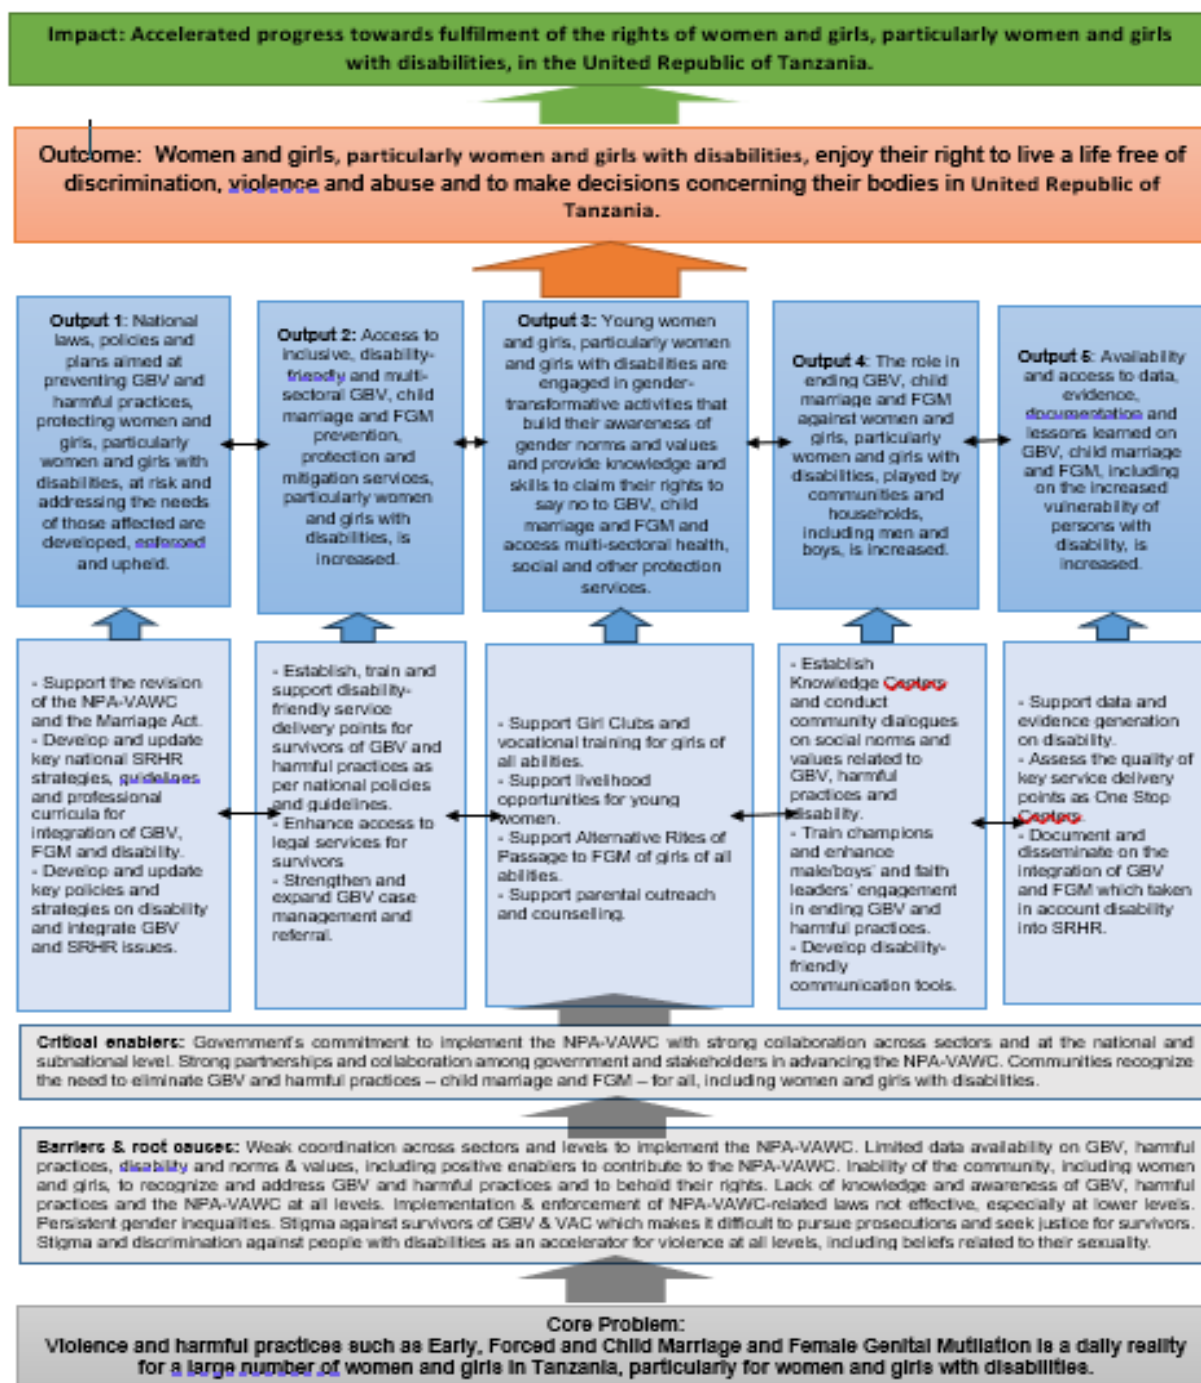 Impact: Accelerated progress towards fulfilment of the rights of women and girls, particularly women and girls
with disabilities, in the United Republic of Tanzania.
Outcome: Women and girls, particularly women and girls with disabilities, enjoy their right to live a life free of
discrimination, violence and abuse and to make decisions concerning their bodies in United Republic of
Tanzania.
Output 1: National
laws, policies and
plans aimed at
preventing GBV and
harmful practices,
protecting women and
girls, particularly
women and girls with
disabilities, at risk and
addressing the needs
of those affected are
developed, enforced
and upheld.
Output 2: Access to
inclusive, disability-
friendly and multi-
sectoral GBV, child
marriage and FGM
prevention,
protection and
mitigation services,
particularly women
and girls with
disabilities, is
increased.
Output 3: Young women
and girls, particularly women
and girls with disabilities are
engaged in gender-
transformative activities that
build their awareness of
gender norms and values
and provide knowledge and
skills to claim their rights to
say no to GBV, child
marriage and FGM and
access multi-sectoral health,
social and other protection
services.
Output 4: The role in
ending GBV, child
marriage and FGM
against women and
girls, particularly
women and girls with
disabilities, played by
communities and
households,
including men and
boys, is increased.
Output 5: Availability
and access to data,
evidence,
documentation and
lessons learned on
GBV, child marriage
and FGM, including
on the increased
vulnerability of
persons with
disability, is
increased.
- Support the revision
of the NPA-VAWC
and the Marriage Act.
- Develop and update
key national SRHR
strategies, guidelines
and professional
curricula for
integration of GBV,
FGM and disability.
- Develop and update
key policies and
strategies on disability
and integrate GBV
and SRHR issues.
- Establish, train and
support disability-
friendly service
delivery points for
survivors of GBV and
harmful practices as
per national policies
and guidelines.
- Enhance access to
legal services for
survivors
- Strengthen and
expand GBV case
management and
referral.
- Support Girl Clubs and
vocational training for girls of
all abilities.
- Support livelihood
opportunities for young
women.
- Support Alternative Rites of
Passage to FGM of girls of all
abilities.
- Support parental outreach
and counselling.
- Establish
Knowledge Centers
and conduct
community dialogues
on social norms and
values related to
GBV, harmful
practices and
disability.
- Train champions
and enhance
male/boys' and faith
leaders' engagement
in ending GBV and
harmful practices.
- Develop disability-
friendly
communication tools.
- Support data and
evidence generation
on disability.
- Assess the quality of
key service delivery
points as One Stop
Centers.
- Document and
disseminate on the
integration of GBV
and FGM which taken
in account disability
into SRHR.
Critical enablers: Government's commitment to implement the NPA-VAWC with strong collaboration across sectors and at the national and
subnational level. Strong partnerships and collaboration among government and stakeholders in advancing the NPA-VAWC. Communities recognize
the need to eliminate GBV and harmful practices – child marriage and FGM – for all, including women and girls with disabilities.
Barriers & root causes: Weak coordination across sectors and levels to implement the NPA-VAWC. Limited data availability on GBV, harmful
practices, disability and norms & values, including positive enablers to contribute to the NPA-VAWC. Inability of the community, including women
and girls, to recognize and address GBV and harmful practices and to behold their rights. Lack of knowledge and awareness of GBV, harmful
practices and the NPA-VAWC at all levels. Implementation & enforcement of NPA-VAWC-related laws not effective, especially at lower levels.
Persistent gender inequalities. Stigma against survivors of GBV & VAC which makes it difficult to pursue prosecutions and seek justice for survivors.
Stigma and discrimination against people with disabilities as an accelerator for violence at all levels, including beliefs related to their sexuality.
Core Problem:
Violence and harmful practices such as Early, Forced and Child Marriage and Female Genital Mutilation is a daily reality
for a large number of women and girls in Tanzania, particularly for women and girls with disabilities.